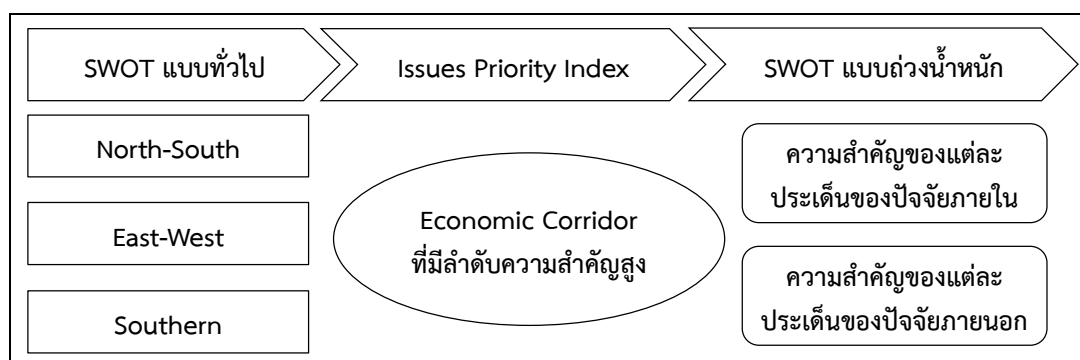 SWOT แบบทั่วไป
Issues Priority Index
SWOT แบบถ่วงน้ำหนัก
North-South
East-West
Southern
Economic Corridor
ที่มีลำดับความสำคัญสูง
ความสำคัญของแต่ละ
ประเด็นของปัจจัยภายใน
ความสำคัญของแต่ละ
ประเด็นของปัจจัยภายนอก